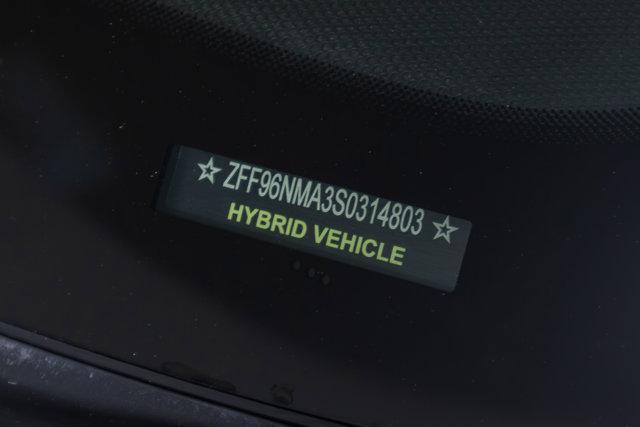 ☆ ZFF96NMA3S0314803 ☆
HYBRID VEHICLE